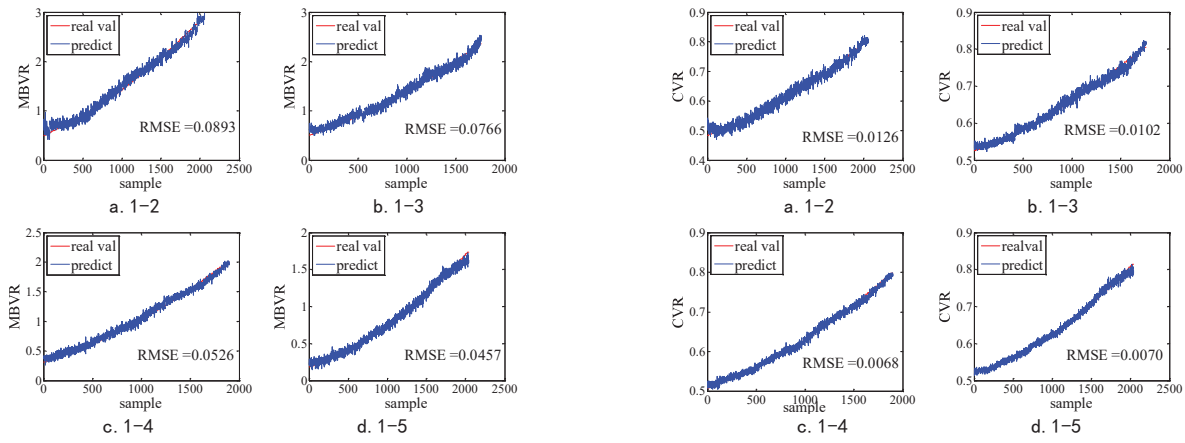 3
2
1
0
MBVR
real val
predict
RMSE =0.0893
0 500 1000 1500 2000 2500
sample
a. 1-2
3
2
1
0
MBVR
real val
predict
RMSE =0.0766
0 500 1000 1500 2000
sample
b. 1-3
0.9
0.8
0.7
0.6
0.5
0.4
CVR
real val
predict
RMSE =0.0126
0 500 1000 1500 2000 2500
sample
a. 1-2
0.9
0.8
0.7
0.6
0.5
CVR
real val
predict
RMSE =0.0102
0 500 1000 1500 2000
sample
b. 1-3
2.5
2
1.5
1
0.5
0
MBVR
real val
predict
RMSE =0.0526
0 500 1000 1500 2000
sample
c. 1-4
2
1.5
1
0.5
0
MBVR
real val
predict
RMSE =0.0457
0 500 1000 1500 2000 2500
sample
d. 1-5
0.9
0.8
0.7
0.6
0.5
CVR
real val
predict
RMSE =0.0068
0 500 1000 1500 2000
sample
c. 1-4
0.9
0.8
0.7
0.6
0.5
CVR
realval
predict
RMSE =0.0070
0 500 1000 1500 2000 2500
sample
d. 1-5